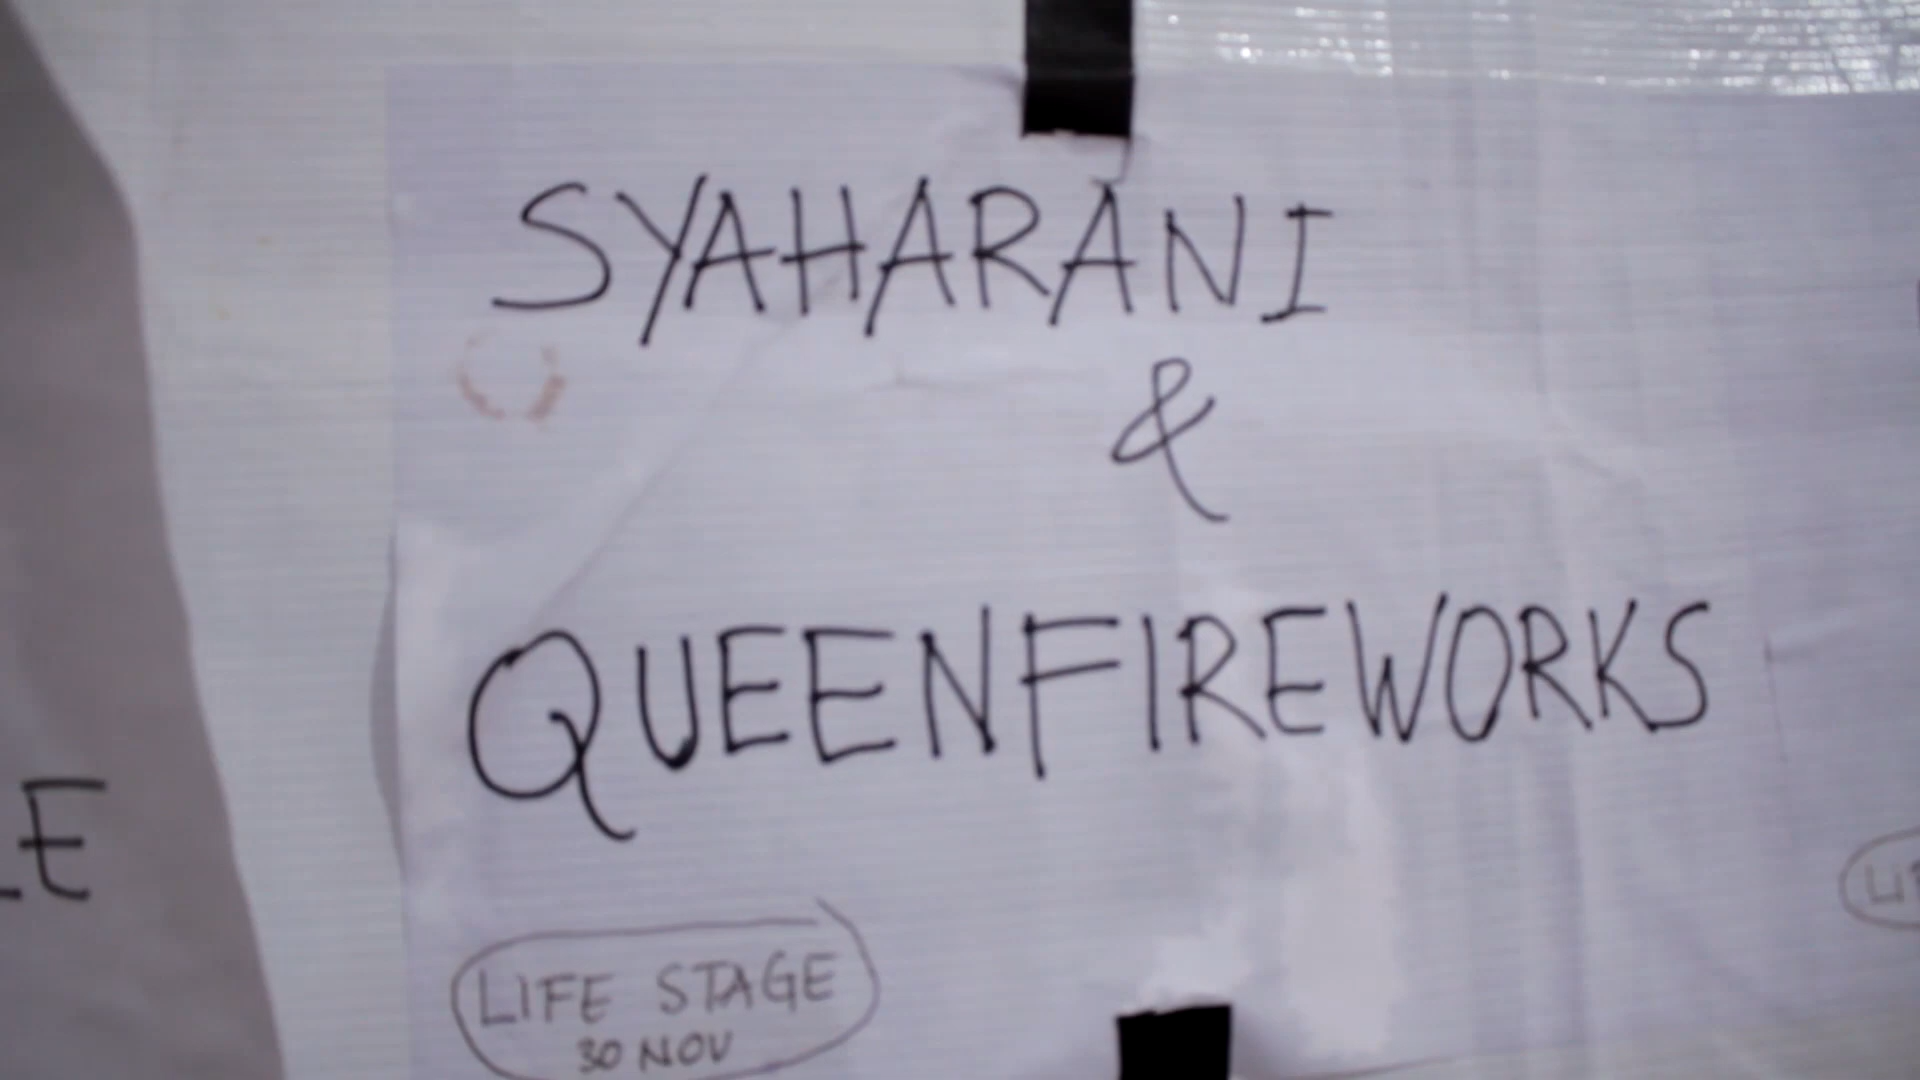 SYAHARANI
&
QUEENFIREWORKS
LIFE STAGE
30 NOV